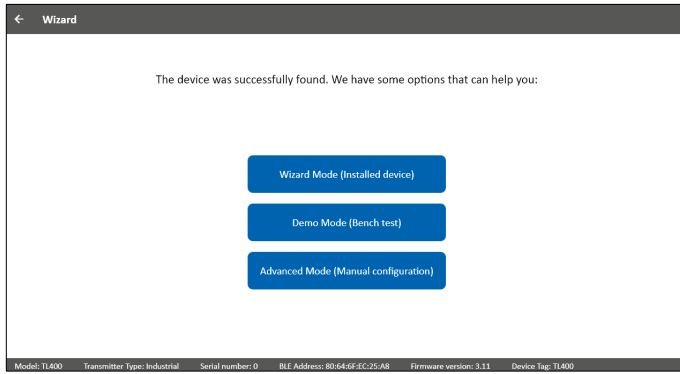 Wizard
The device was successfully found. We have some options that can help you:
Wizard Mode (Installed device)
Demo Mode (Bench test)
Advanced Mode (Manual configuration)
Model: TL400 Transmitter Type: Industrial Serial number: 0 BLE Address: 80:64:6F:EC:25:A8 Firmware version: 3.11 Device Tag: TL400